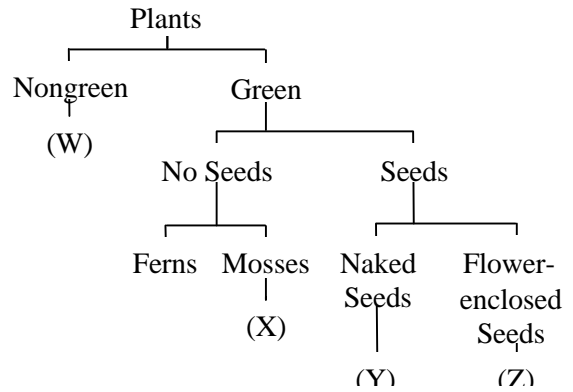 Plants
Nongreen Green
(W)
No Seeds Seeds
Ferns Mosses Naked Flower-
Seeds enclosed
(X) Seeds
(Y) (Z)